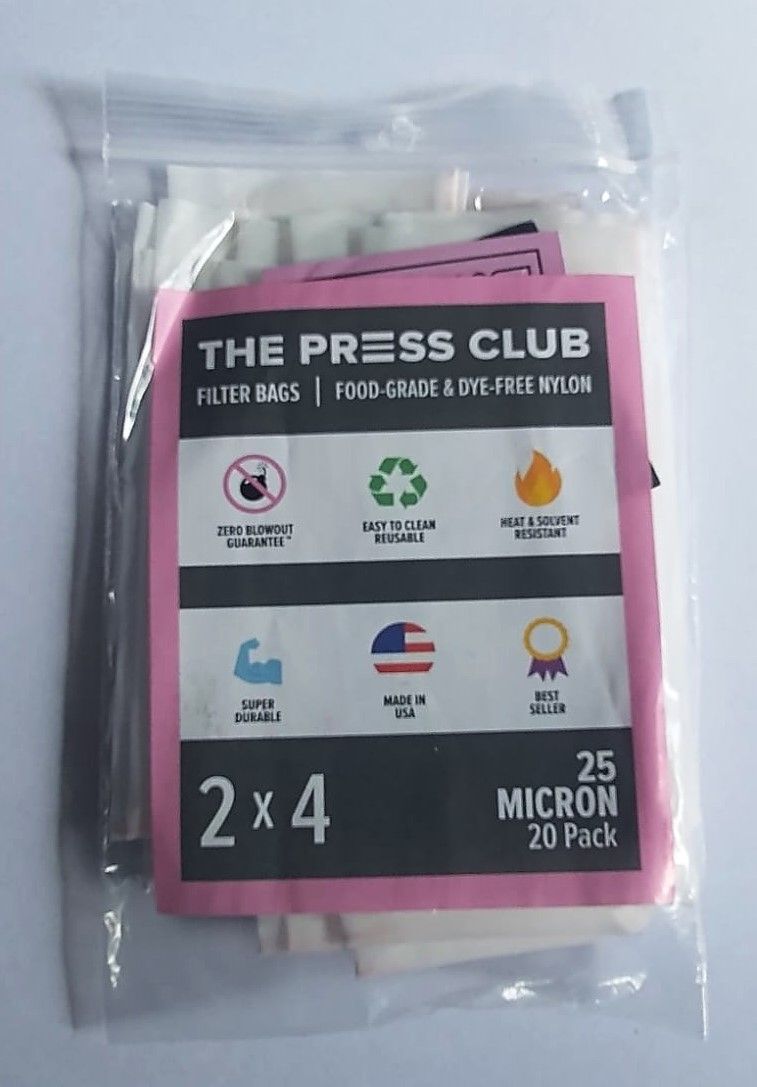 THE PRESS CLUB
FILTER BAGS | FOOD-GRADE & DYE-FREE NYLON
ZERO BLOWOUT
GUARANTEE™
EASY TO CLEAN
REUSABLE
HEAT & SOLVENT
RESISTANT
SUPER
DURABLE
MADE IN
USA
BEST
SELLER
2 x 4
25
MICRON
20 Pack